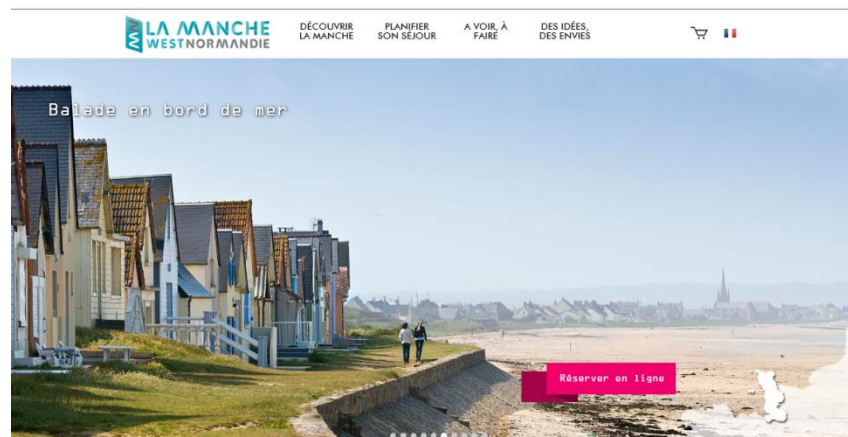 LA MANCHE
WESTNORMANDIE
DÉCOUVRIR
LA MANCHE
PLANIFIER
SON SÉJOUR
A VOIR, À
FAIRE
DES IDÉES,
DES ENVIES
Balade en bord de mer
Réserver en ligne